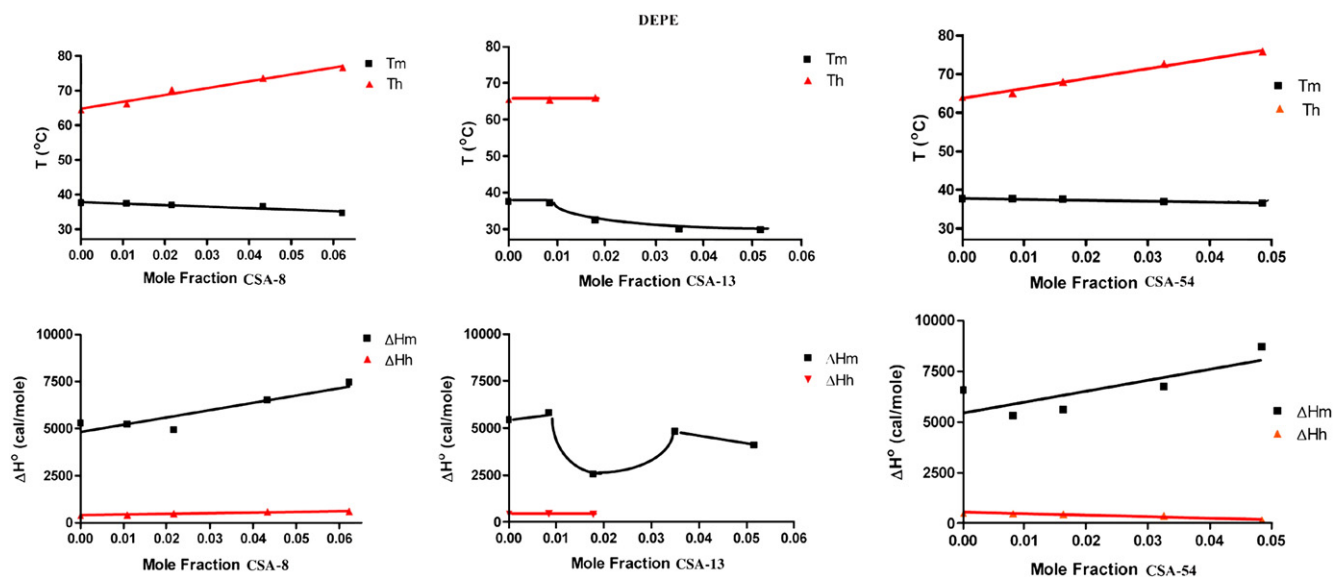 DEPE
80
70
60
50
40
30
T (°C)
0.00 0.01 0.02 0.03 0.04 0.05 0.06
Mole Fraction CSA-8
Tm
Th
80
70
60
50
40
30
T (°C)
0.00 0.01 0.02 0.03 0.04 0.05 0.06
Mole Fraction CSA-13
Tm
Th
80
70
60
50
40
30
T (°C)
0.00 0.01 0.02 0.03 0.04 0.05
Mole Fraction CSA-54
Tm
Th
10000
7500
5000
2500
0
ΔH° (cal/mole)
0.00 0.01 0.02 0.03 0.04 0.05 0.06
Mole Fraction CSA-8
ΔHm
ΔHh
10000
7500
5000
2500
0
ΔH° (cal/mole)
0.00 0.01 0.02 0.03 0.04 0.05 0.06
Mole Fraction CSA-13
ΔHm
ΔHh
10000
7500
5000
2500
0
ΔH° (cal/mole)
0.00 0.01 0.02 0.03 0.04 0.05
Mole Fraction CSA-54
ΔHm
ΔHh